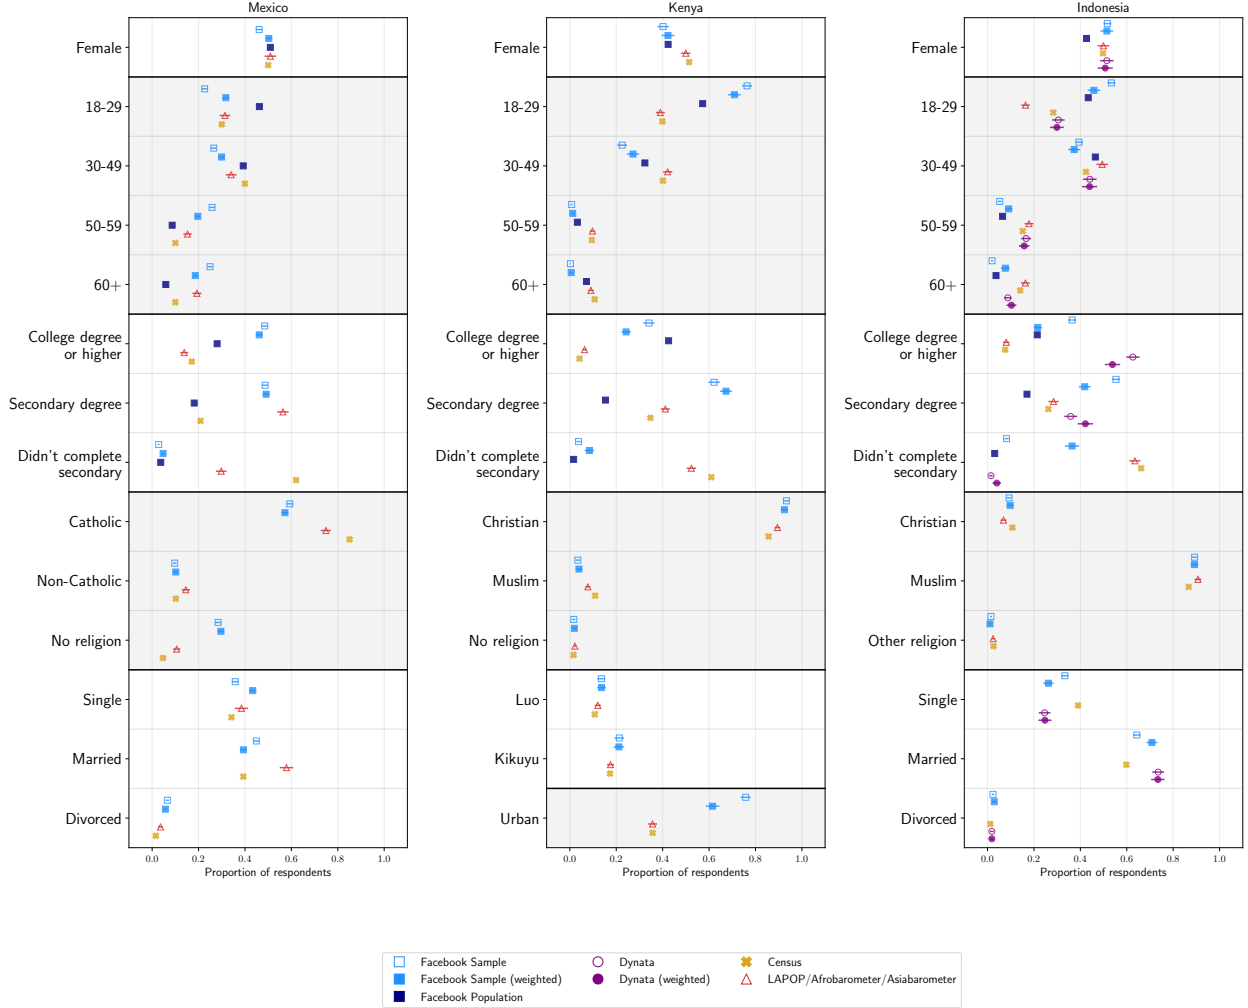 Mexico
Female
18-29
30-49
50-59
60+
College degree
or higher
Secondary degree
Didn't complete
secondary
Catholic
Non-Catholic
No religion
Single
Married
Divorced
0.0 0.2 0.4 0.6 0.8 1.0
Proportion of respondents
Kenya
Female
18-29
30-49
50-59
60+
College degree
or higher
Secondary degree
Didn't complete
secondary
Christian
Muslim
No religion
Luo
Kikuyu
Urban
0.0 0.2 0.4 0.6 0.8 1.0
Proportion of respondents
Indonesia
Female
18-29
30-49
50-59
60+
College degree
or higher
Secondary degree
Didn't complete
secondary
Christian
Muslim
Other religion
Single
Married
Divorced
0.0 0.2 0.4 0.6 0.8 1.0
Proportion of respondents
Facebook Sample
Facebook Sample (weighted)
Facebook Population
Dynata
Dynata (weighted)
Census
LAPOP/Afrobarometer/Asiabarometer